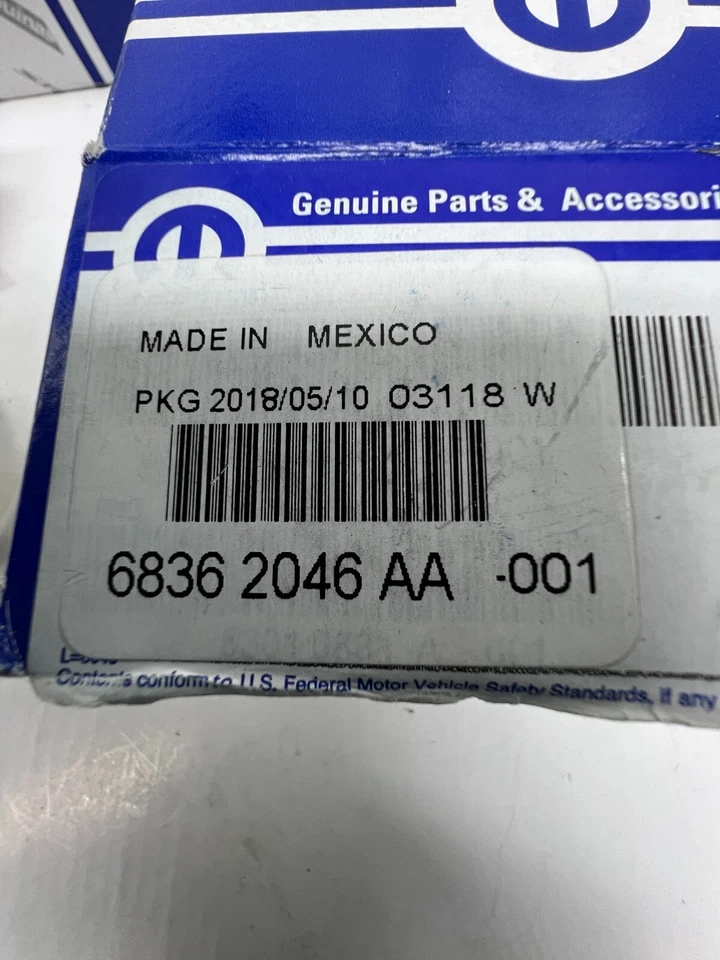 Genuine Parts & Accessori
MADE IN MEXICO
PKG 2018/05/10 03118 W
6836 2046 AA -001
Contents conform to U.S. Federal Motor Vehicle Safety Standards, if any